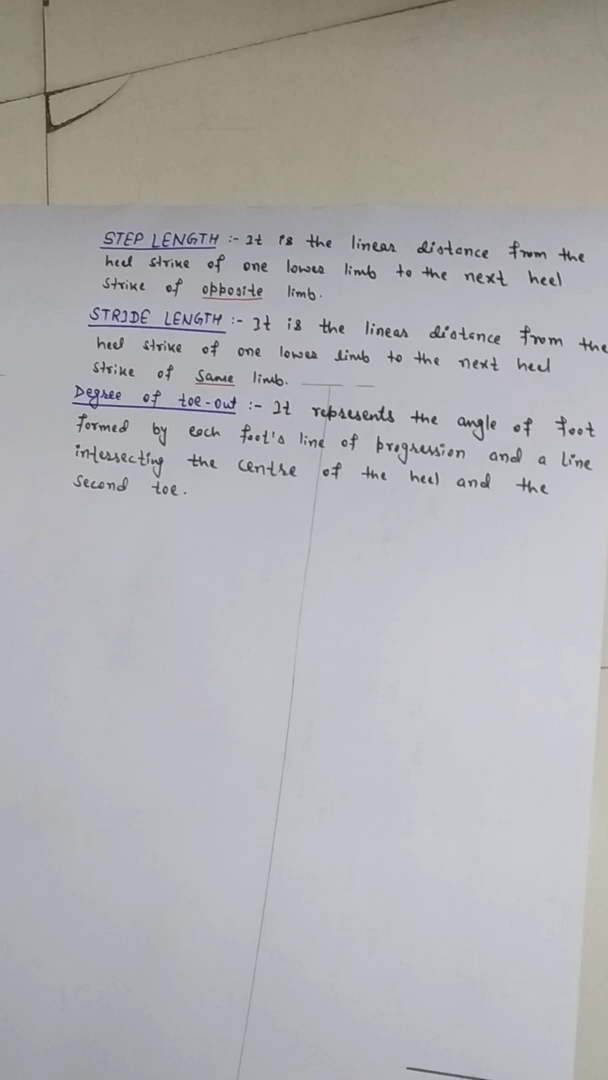 STEP LENGTH :- It is the linear distance from the
heel strike of one lower limb to the next heel
strike of opposite limb.
STRIDE LENGTH :- It is the linear distance from the
heel strike of one lower limb to the next heel
strike of same limb.
Degree of toe-out :- It represents the angle of foot
formed by each foot's line of progression and a line
intersecting the centre of the heel and the
second toe.